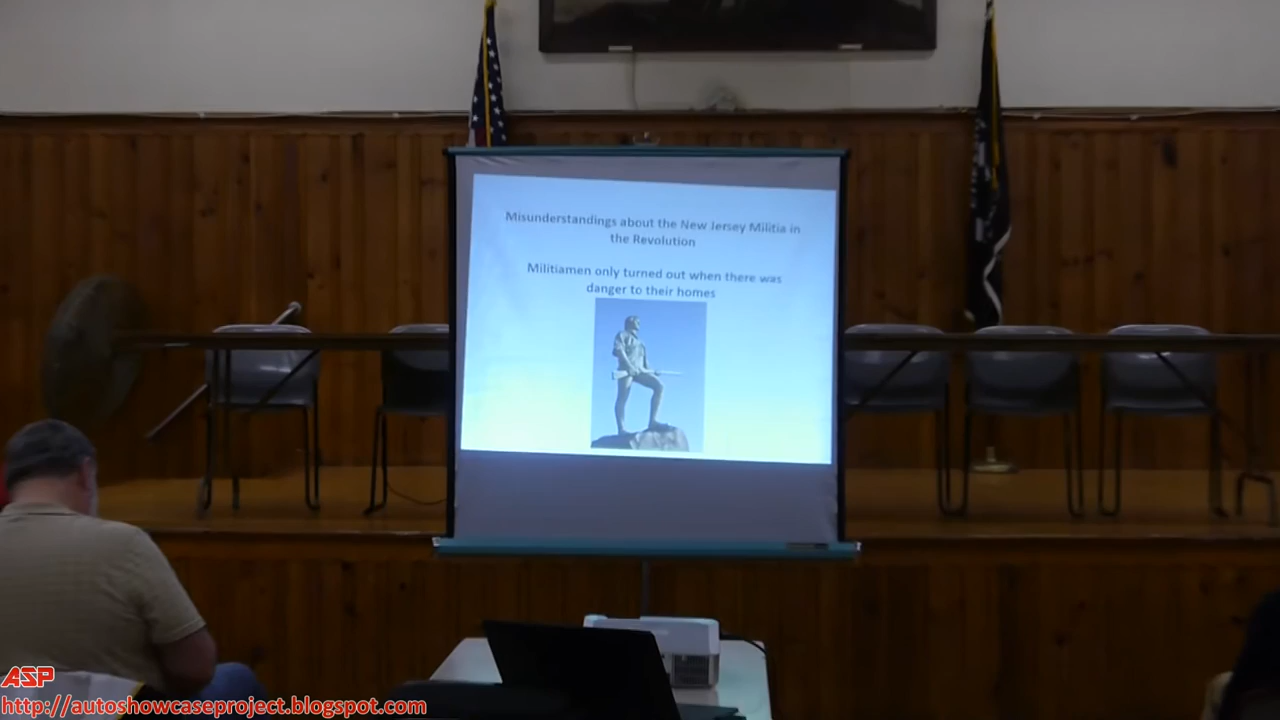 Misunderstandings about the New Jersey Militia in
the Revolution
Militiamen only turned out when there was
danger to their homes
ASP
http://autoshowcaseproject.blogspot.com